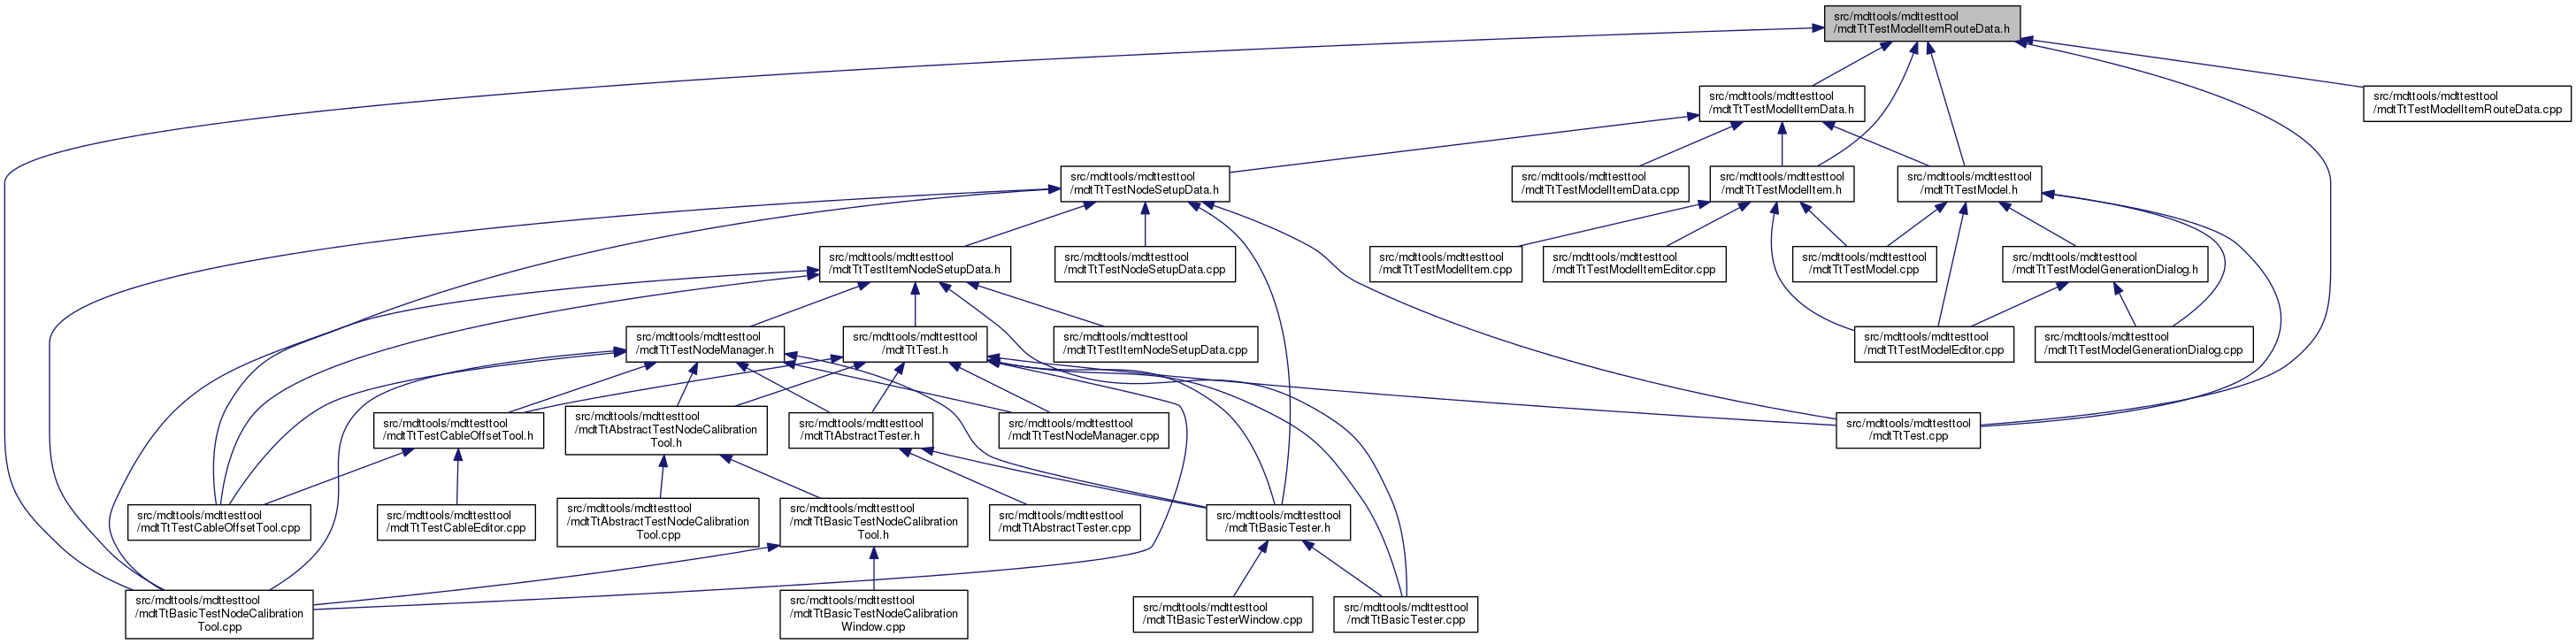 src/mdttools/mdttesttool
/mdtTtTestModelItemRouteData.h
src/mdttools/mdttesttool
/mdtTtTestModelItemData.h
src/mdttools/mdttesttool
/mdtTtTestModelItemRouteData.cpp
src/mdttools/mdttesttool
/mdtTtTestNodeSetupData.h
src/mdttools/mdttesttool
/mdtTtTestModelItemData.cpp
src/mdttools/mdttesttool
/mdtTtTestModelItem.h
src/mdttools/mdttesttool
/mdtTtTestModel.h
src/mdttools/mdttesttool
/mdtTtTestItemNodeSetupData.h
src/mdttools/mdttesttool
/mdtTtTestNodeSetupData.cpp
src/mdttools/mdttesttool
/mdtTtTestModelItem.cpp
src/mdttools/mdttesttool
/mdtTtTestModelItemEditor.cpp
src/mdttools/mdttesttool
/mdtTtTestModel.cpp
src/mdttools/mdttesttool
/mdtTtTestModelGenerationDialog.h
src/mdttools/mdttesttool
/mdtTtTestNodeManager.h
src/mdttools/mdttesttool
/mdtTtTest.h
src/mdttools/mdttesttool
/mdtTtTestItemNodeSetupData.cpp
src/mdttools/mdttesttool
/mdtTtTestModelEditor.cpp
src/mdttools/mdttesttool
/mdtTtTestModelGenerationDialog.cpp
src/mdttools/mdttesttool
/mdtTtTestCableOffsetTool.h
src/mdttools/mdttesttool
/mdtTtAbstractTestNodeCalibration
Tool.h
src/mdttools/mdttesttool
/mdtTtAbstractTester.h
src/mdttools/mdttesttool
/mdtTtTestNodeManager.cpp
src/mdttools/mdttesttool
/mdtTtTest.cpp
src/mdttools/mdttesttool
/mdtTtTestCableOffsetTool.cpp
src/mdttools/mdttesttool
/mdtTtTestCableEditor.cpp
src/mdttools/mdttesttool
/mdtTtAbstractTestNodeCalibration
Tool.cpp
src/mdttools/mdttesttool
/mdtTtBasicTestNodeCalibration
Tool.h
src/mdttools/mdttesttool
/mdtTtAbstractTester.cpp
src/mdttools/mdttesttool
/mdtTtBasicTester.h
src/mdttools/mdttesttool
/mdtTtBasicTestNodeCalibration
Tool.cpp
src/mdttools/mdttesttool
/mdtTtBasicTestNodeCalibration
Window.cpp
src/mdttools/mdttesttool
/mdtTtBasicTesterWindow.cpp
src/mdttools/mdttesttool
/mdtTtBasicTester.cpp